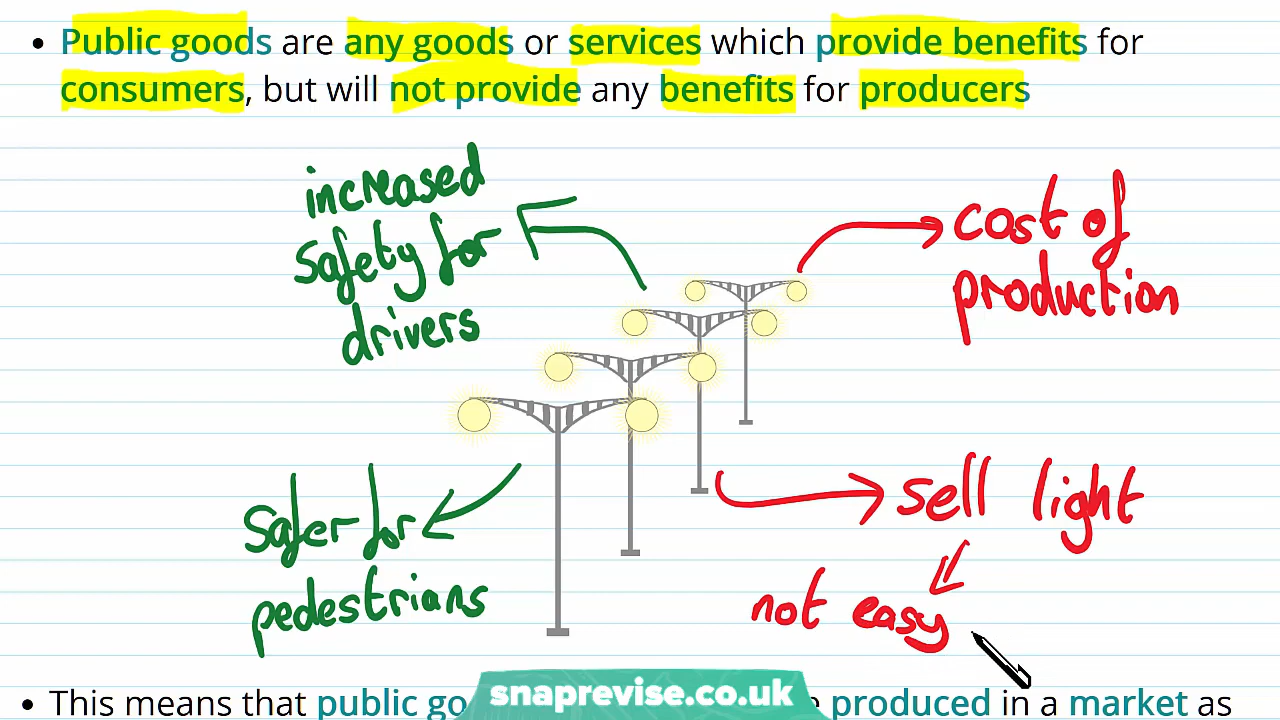 • Public goods are any goods or services which provide benefits for
consumers, but will not provide any benefits for producers
increased
safety for
drivers
cost of
production
safer for
pedestrians
sell light
not easy
• This means that public go
produced in a market as
snaprevise.co.uk